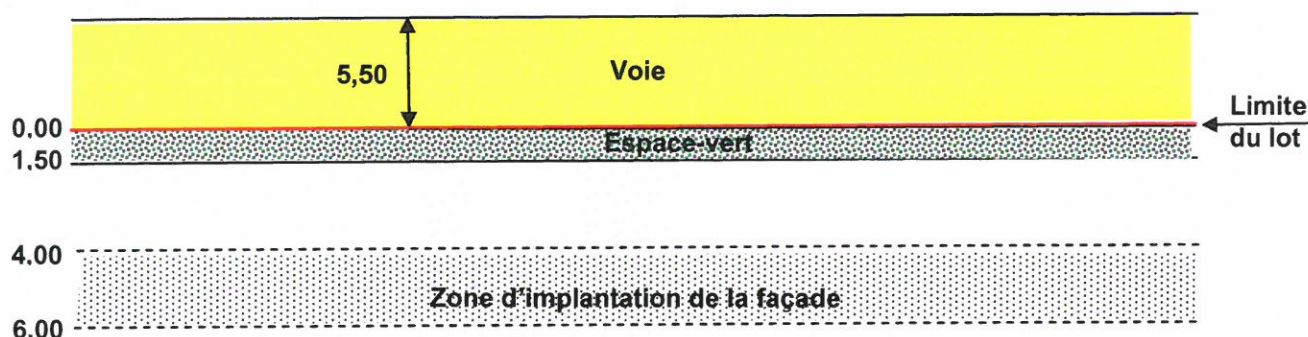 5,50
Voie
Limite
du lot
0.00
Espace-vert
1.50
4.00
Zone d'implantation de la façade
6.00